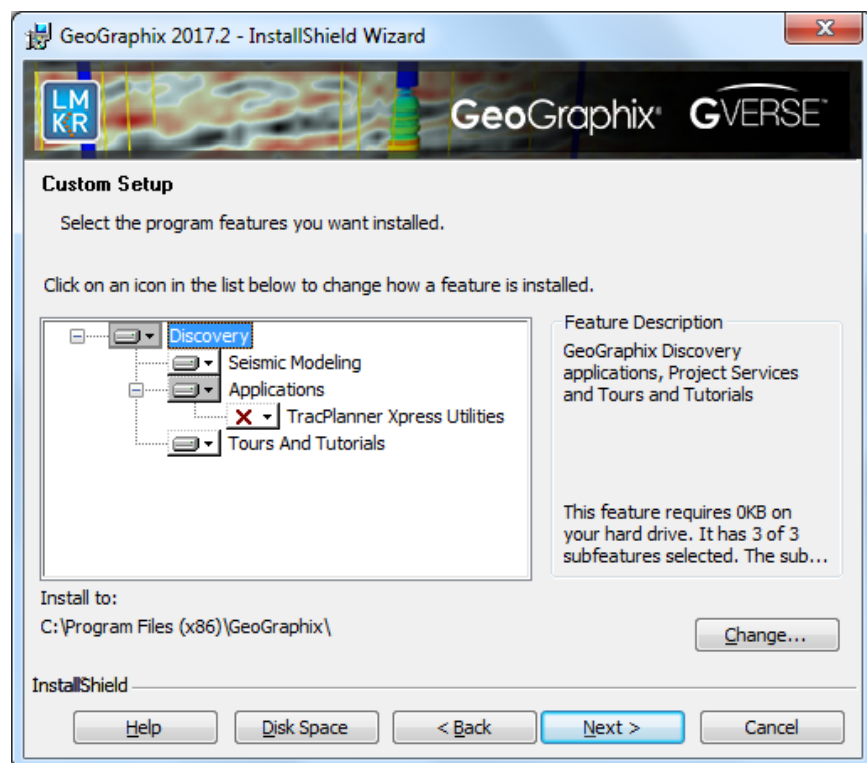 GeoGraphix 2017.2 - InstallShield Wizard
LM
KR
GeoGraphix® GVERSE™
Custom Setup
Select the program features you want installed.
Click on an icon in the list below to change how a feature is installed.
Discovery
Seismic Modeling
Applications
TracPlanner Xpress Utilities
Tours And Tutorials
Feature Description
GeoGraphix Discovery
applications, Project Services
and Tours and Tutorials
This feature requires 0KB on
your hard drive. It has 3 of 3
subfeatures selected. The sub...
Install to:
C:\Program Files (x86)\GeoGraphix\
Change...
InstallShield
Help
Disk Space
< Back
Next >
Cancel